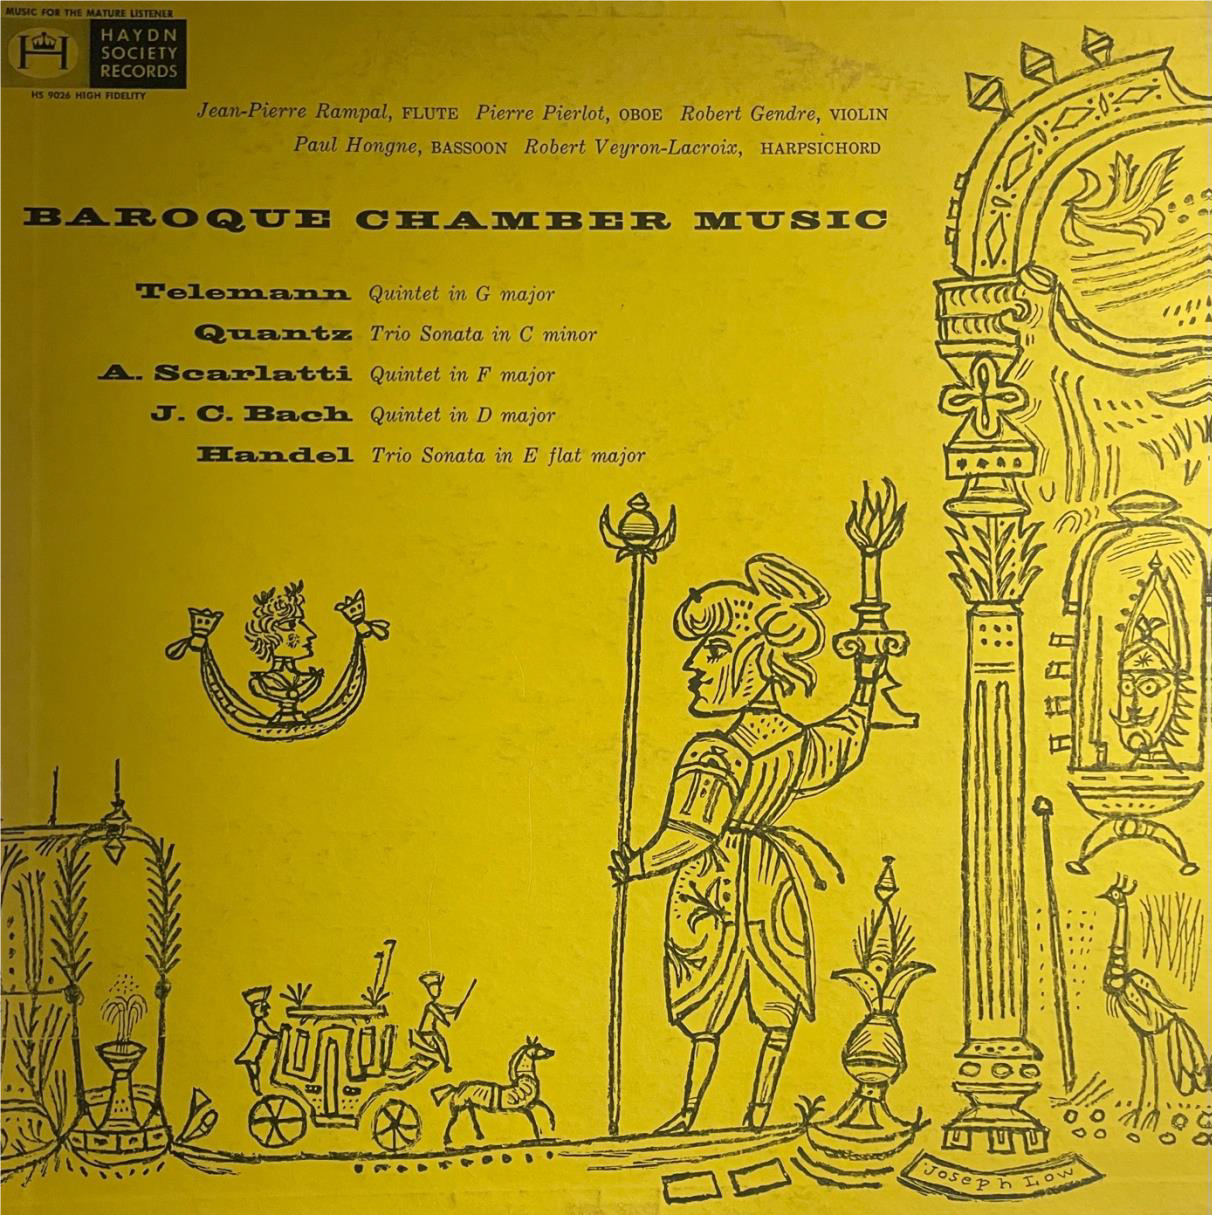 MUSIC FOR THE MATURE LISTENER
H
HAYDN
SOCIETY
RECORDS
HS 9026 HIGH FIDELITY
Jean-Pierre Rampal, FLUTE Pierre Pierlot, OBOE Robert Gendre, VIOLIN
Paul Hongne, BASSOON Robert Veyron-Lacroix, HARPSICHORD
BAROQUE CHAMBER MUSIC
Telemann Quintet in G major
Quantz Trio Sonata in C minor
A. Scarlatti Quintet in F major
J. C. Bach Quintet in D major
Handel Trio Sonata in E flat major
Joseph Low